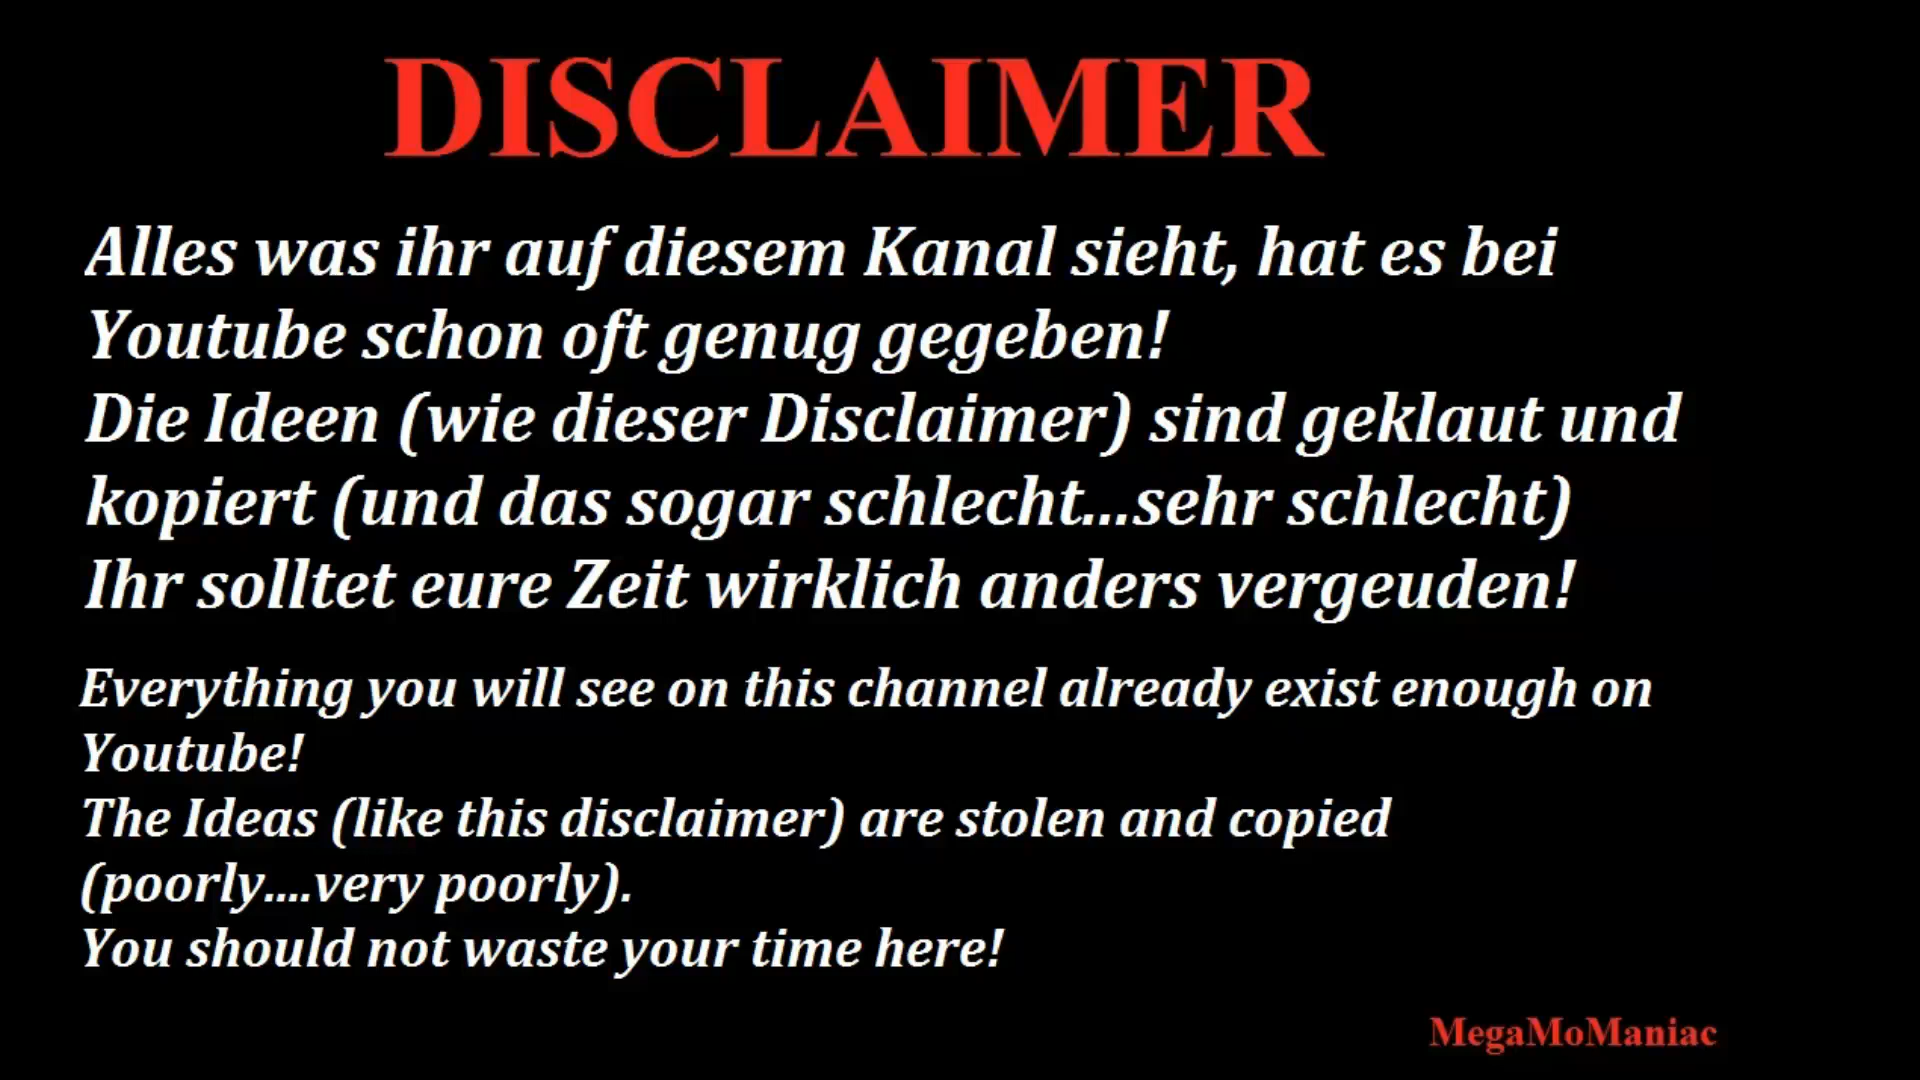 DISCLAIMER
Alles was ihr auf diesem Kanal sieht, hat es bei
Youtube schon oft genug gegeben!
Die Ideen (wie dieser Disclaimer) sind geklaut und
kopiert (und das sogar schlecht...sehr schlecht)
Ihr solltet eure Zeit wirklich anders vergeuden!
Everything you will see on this channel already exist enough on
Youtube!
The Ideas (like this disclaimer) are stolen and copied
(poorly....very poorly).
You should not waste your time here!
MegaMoManiac